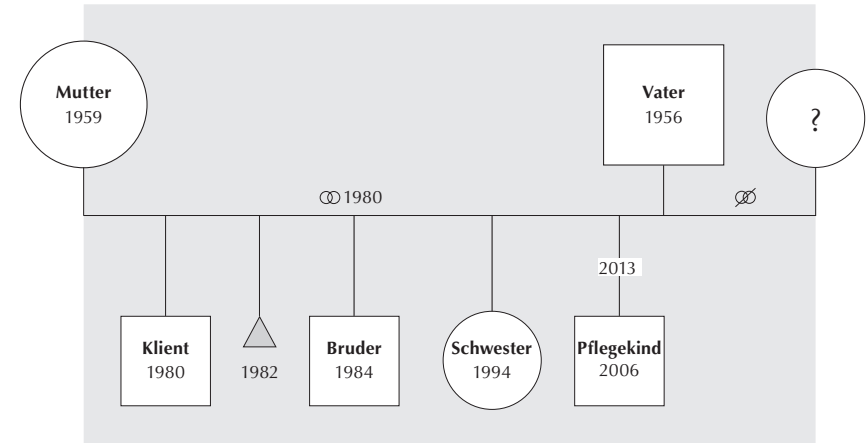 Mutter
1959
Vater
1956
?
1980
2013
Klient
1980
1982
Bruder
1984
Schwester
1994
Pflegekind
2006